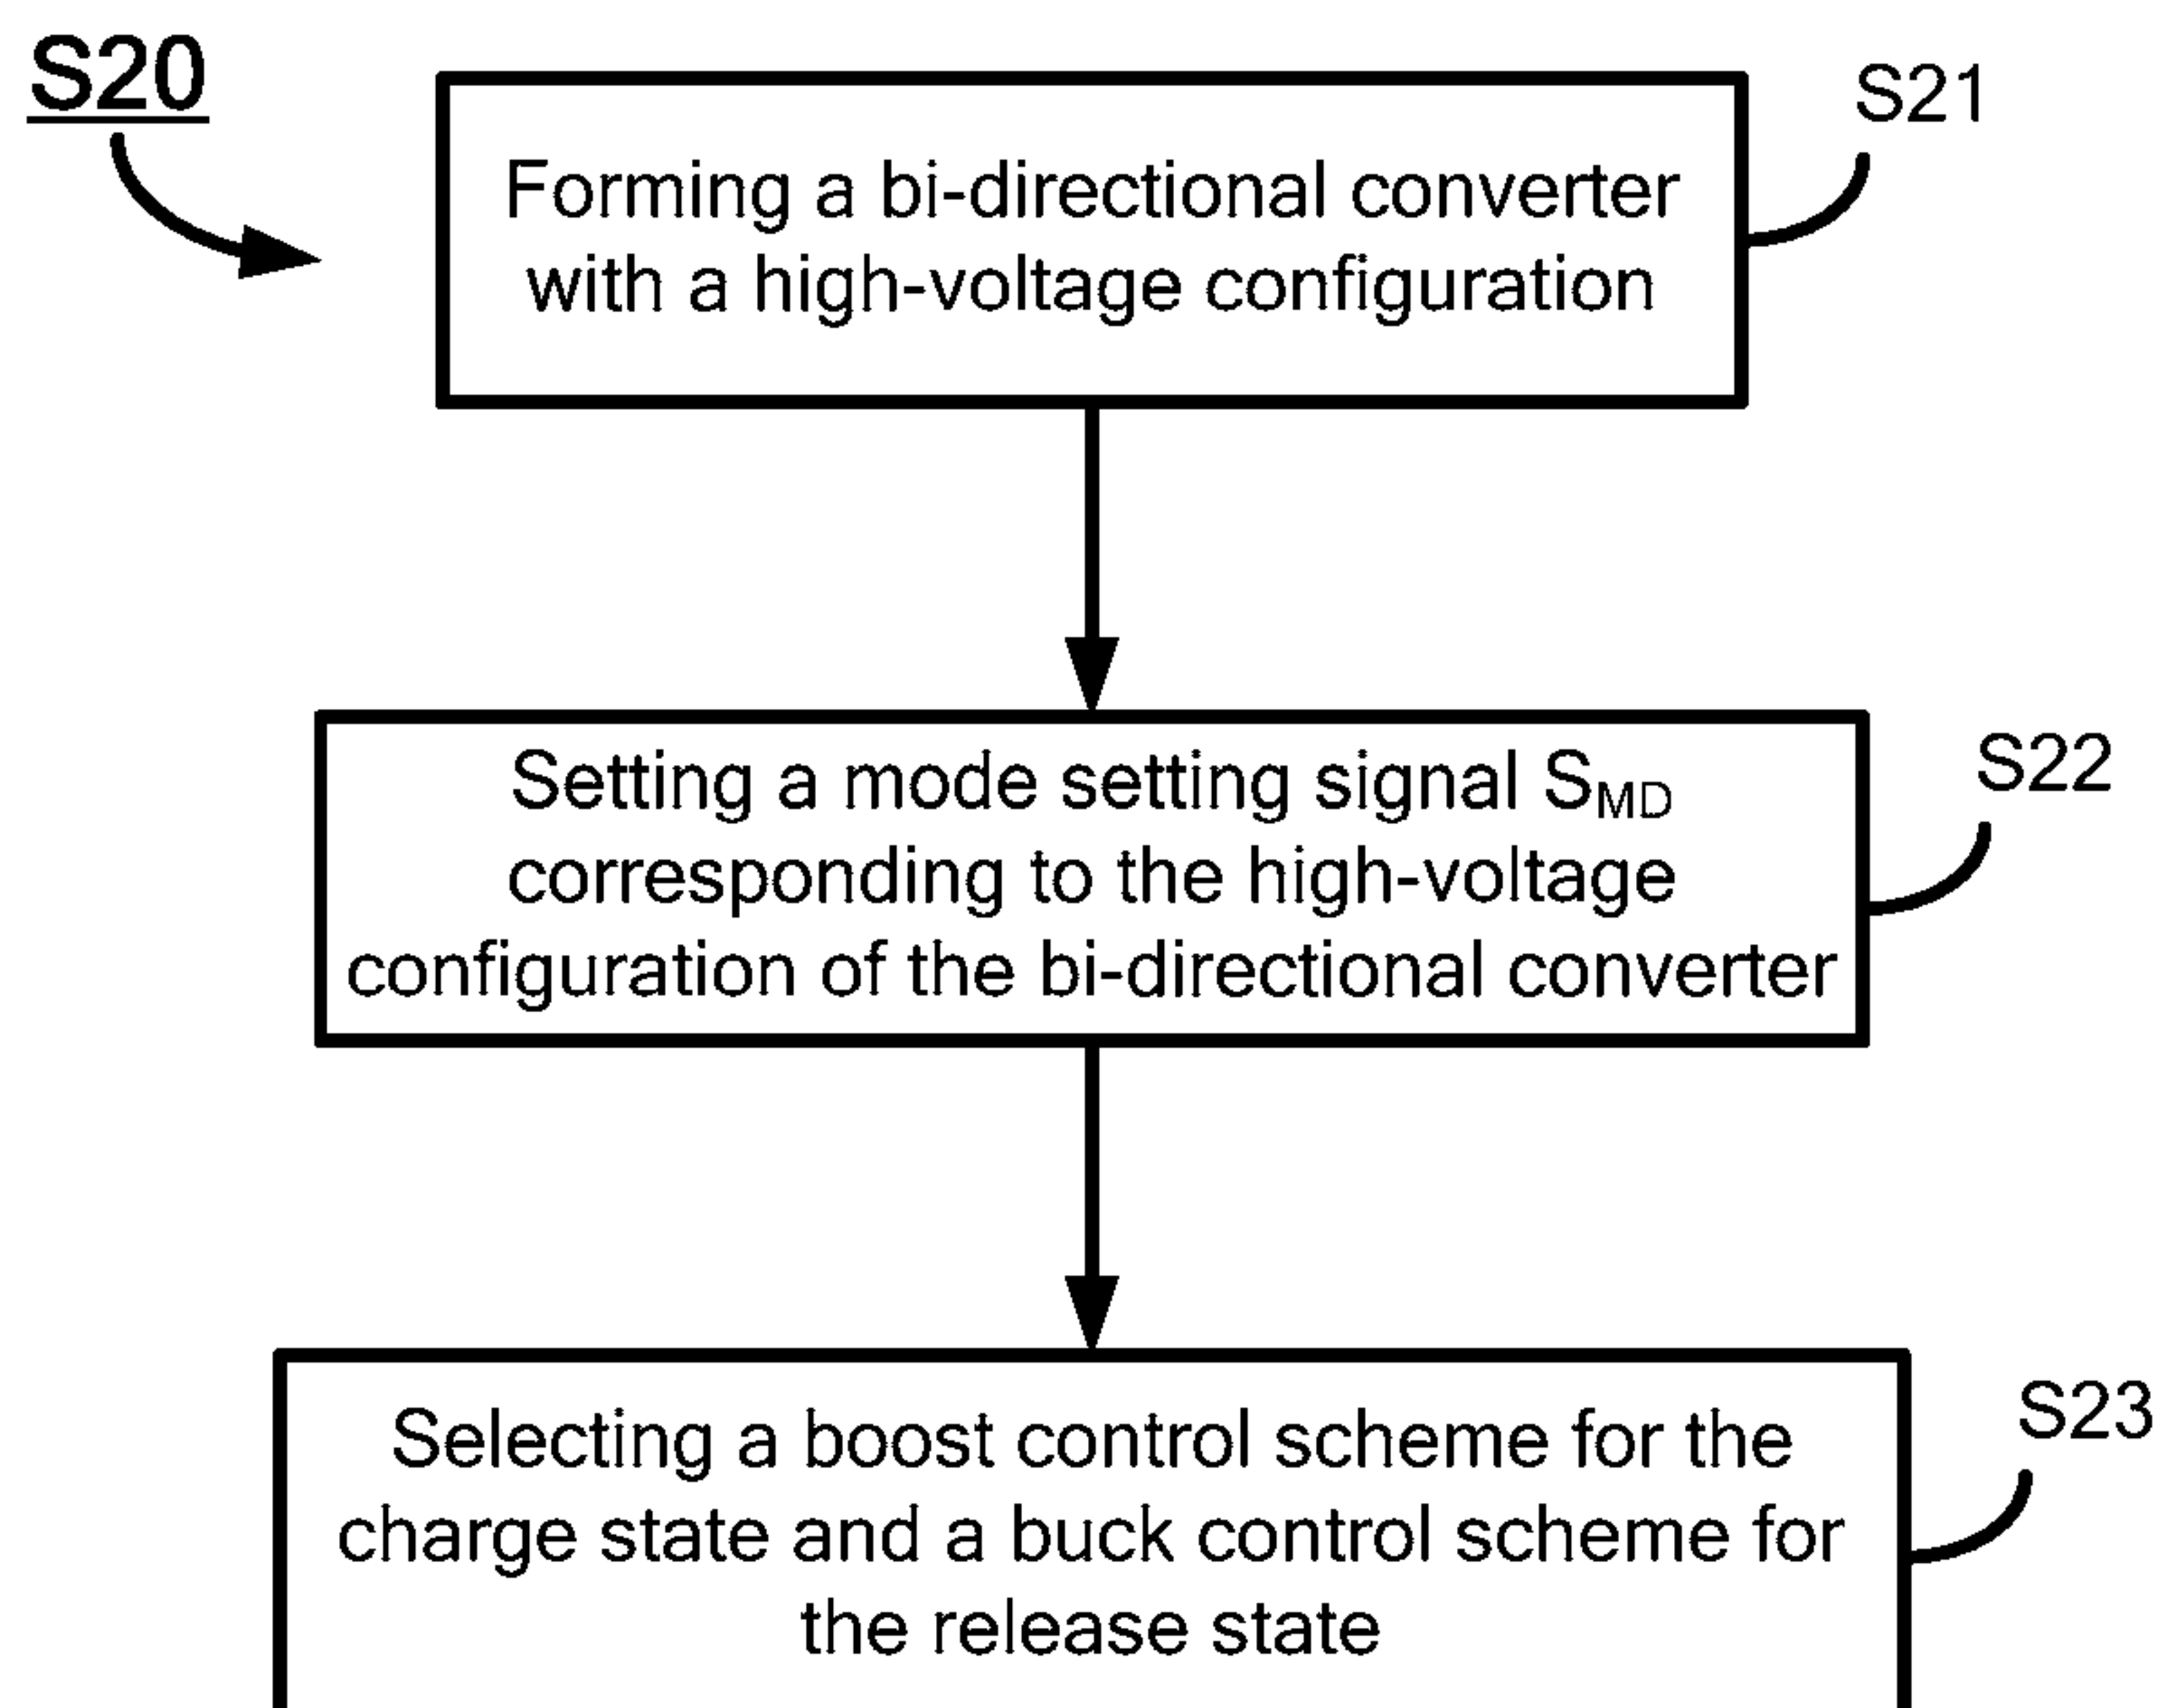 S20
S21
Forming a bi-directional converter
with a high-voltage configuration
S22
Setting a mode setting signal SMD
corresponding to the high-voltage
configuration of the bi-directional converter
S23
Selecting a boost control scheme for the
charge state and a buck control scheme for
the release state